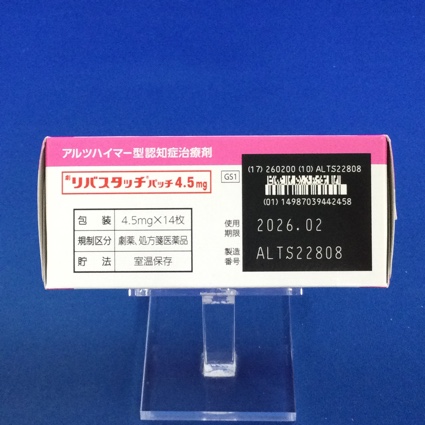 アルツハイマー型認知症治療剤
リバスタッチ®パッチ4.5mg
包装 4.5mg×14枚
規制区分 劇薬、処方箋医薬品
貯法 室温保存
GS1
(17) 260200 (10) ALTS22808
(01) 14987039442458
使用期限 2026.02
製造番号 ALTS22808